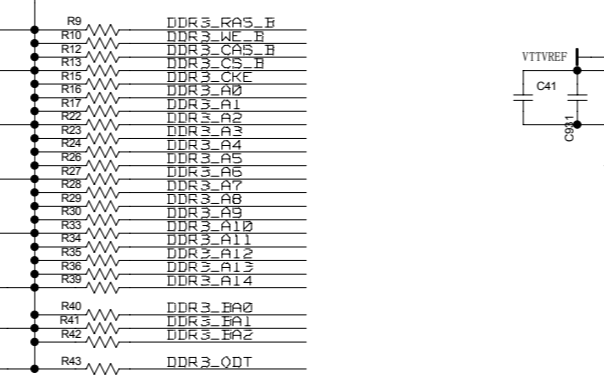 R9 DDR3_RAS_B
R10 DDR3_WE_B
R12 DDR3_CAS_B
R13 DDR3_CS_B
R15 DDR3_CKE
R16 DDR3_A0
R17 DDR3_A1
R22 DDR3_A2
R23 DDR3_A3
R24 DDR3_A4
R26 DDR3_A5
R27 DDR3_A6
R28 DDR3_A7
R29 DDR3_A8
R30 DDR3_A9
R33 DDR3_A10
R34 DDR3_A11
R35 DDR3_A12
R36 DDR3_A13
R39 DDR3_A14
R40 DDR3_BA0
R41 DDR3_BA1
R42 DDR3_BA2
R43 DDR3_ODT
VTTVREF
C41
C931